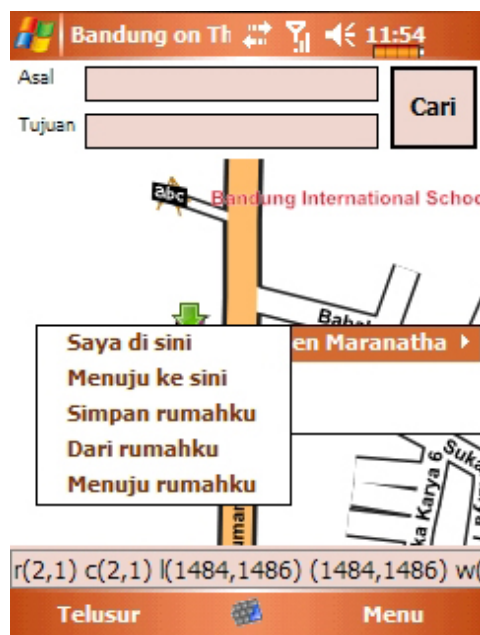 Bandung on Th 11:54
Asal
Cari
Tujuan
abc
Bandung International Schoo
Saya di sini
en Maranatha
Menuju ke sini
Simpan rumahku
Dari rumahku
Menuju rumahku
Suka
ka Karya 6
r(2,1) c(2,1) l(1484,1486) (1484,1486) w(
Telusur
Menu